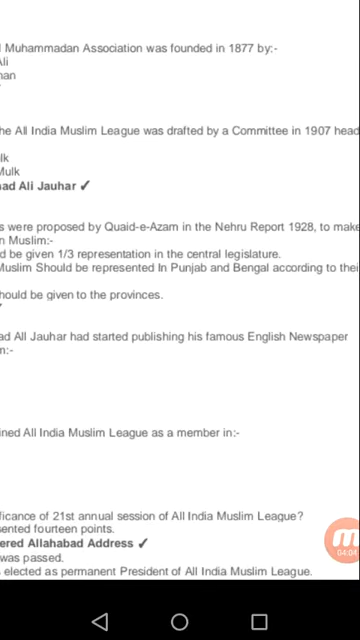 l Muhammadan Association was founded in 1877 by:-
Ali
nan
he All India Muslim League was drafted by a Committee in 1907 head
lk
Mulk
ad Ali Jauhar ✓
s were proposed by Quaid-e-Azam in the Nehru Report 1928, to make
n Muslim:-
d be given 1/3 representation in the central legislature.
Muslim Should be represented In Punjab and Bengal according to thei
hould be given to the provinces.
ad All Jauhar had started publishing his famous English Newspaper
m:-
ined All India Muslim League as a member in:-
ficance of 21st annual session of All India Muslim League?
sented fourteen points.
ered Allahabad Address ✓
was passed.
elected as permanent President of All India Muslim League.
04:04